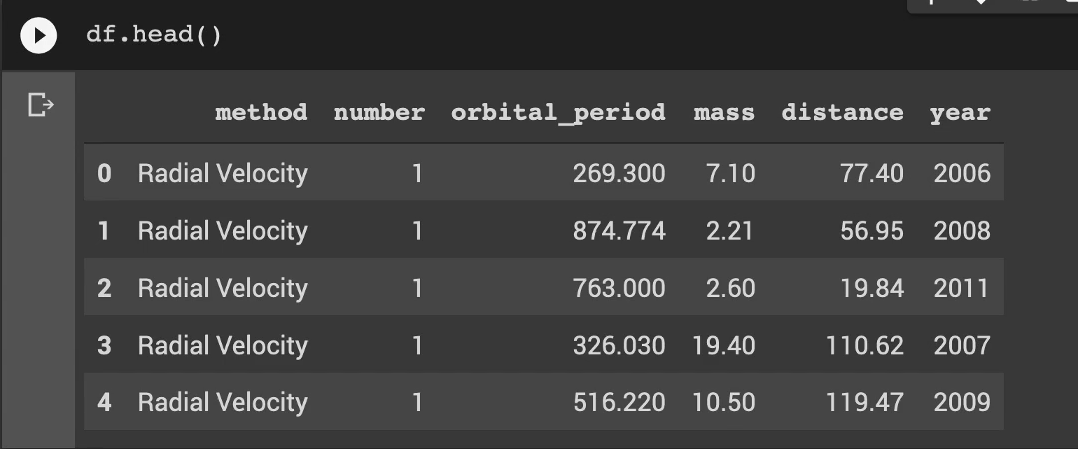 df.head()
method number orbital_period mass distance year
0 Radial Velocity 1 269.300 7.10 77.40 2006
1 Radial Velocity 1 874.774 2.21 56.95 2008
2 Radial Velocity 1 763.000 2.60 19.84 2011
3 Radial Velocity 1 326.030 19.40 110.62 2007
4 Radial Velocity 1 516.220 10.50 119.47 2009